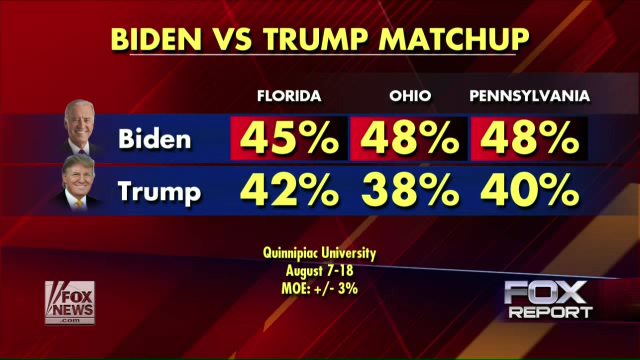 BIDEN VS TRUMP MATCHUP
FLORIDA OHIO PENNSYLVANIA
Biden 45% 48% 48%
Trump 42% 38% 40%
Quinnipiac University
August 7-18
MOE: +/- 3%
FOX
NEWS
.com
FOX
REPORT